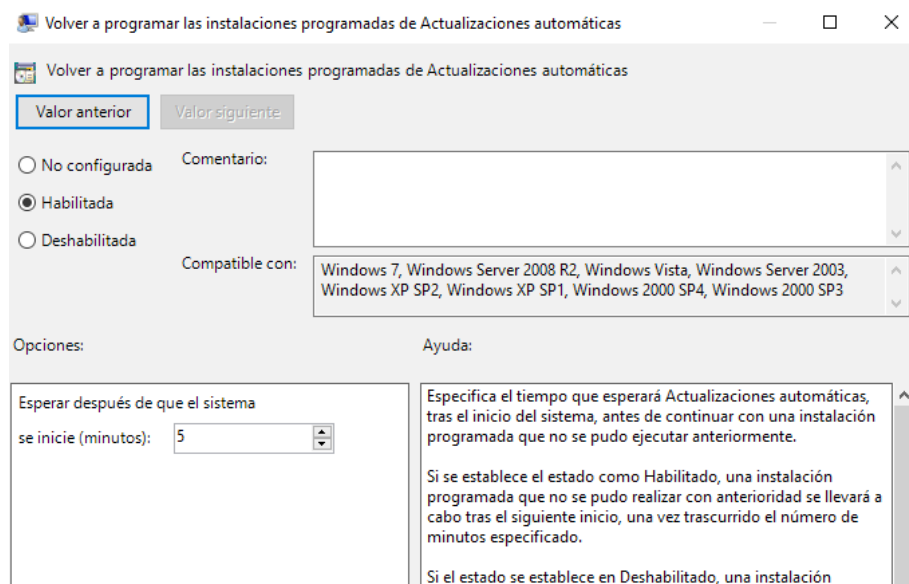 Volver a programar las instalaciones programadas de Actualizaciones automáticas
Volver a programar las instalaciones programadas de Actualizaciones automáticas
Valor anterior
Valor siguiente
No configurada
Comentario:
Habilitada
Deshabilitada
Compatible con:
Windows 7, Windows Server 2008 R2, Windows Vista, Windows Server 2003,
Windows XP SP2, Windows XP SP1, Windows 2000 SP4, Windows 2000 SP3
Opciones:
Ayuda:
Esperar después de que el sistema
se inicie (minutos):
5
Especifica el tiempo que esperará Actualizaciones automáticas,
tras el inicio del sistema, antes de continuar con una instalación
programada que no se pudo ejecutar anteriormente.
Si se establece el estado como Habilitado, una instalación
programada que no se pudo realizar con anterioridad se llevará a
cabo tras el siguiente inicio, una vez trascurrido el número de
minutos especificado.
Si el estado se establece en Deshabilitado, una instalación